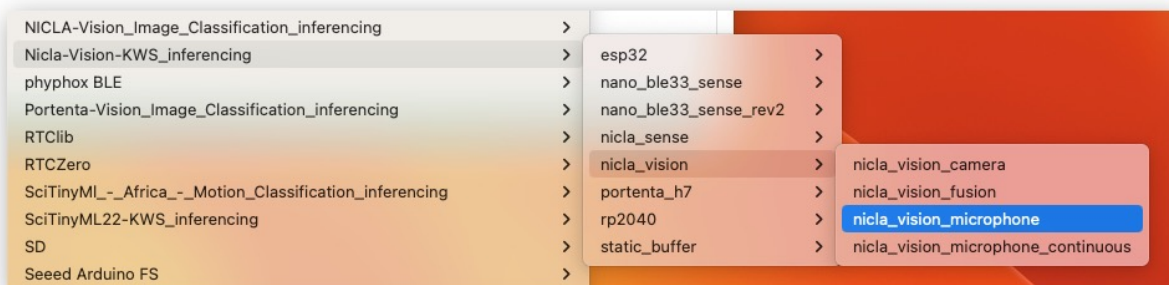 NICLA-Vision_Image_Classification_inferencing
Nicla-Vision-KWS_inferencing
phyphox BLE
Portenta-Vision_Image_Classification_inferencing
RTClib
RTCZero
SciTinyMl_-_Africa_-_Motion_Classification_inferencing
SciTinyML22-KWS_inferencing
SD
Seeed Arduino FS
esp32
nano_ble33_sense
nano_ble33_sense_rev2
nicla_sense
nicla_vision
portenta_h7
rp2040
static_buffer
nicla_vision_camera
nicla_vision_fusion
nicla_vision_microphone
nicla_vision_microphone_continuous